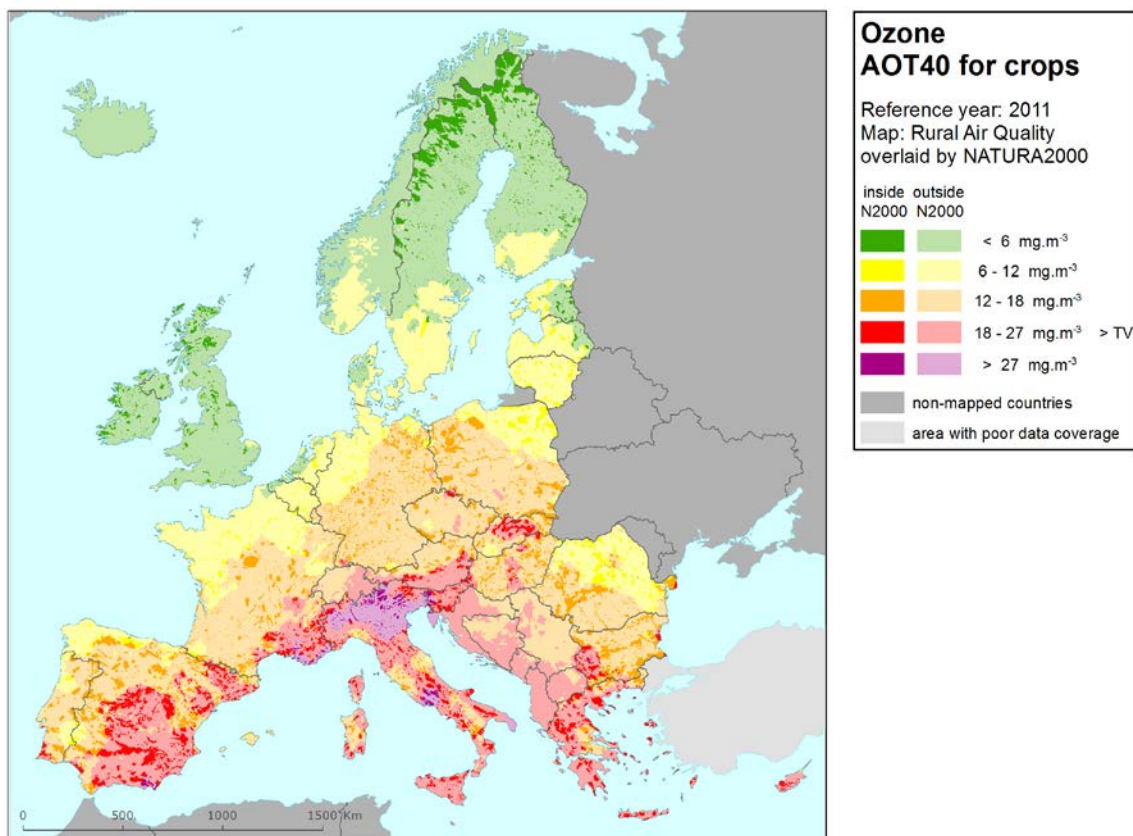 Ozone
AOT40 for crops
Reference year: 2011
Map: Rural Air Quality
overlaid by NATURA2000
inside outside
N2000 N2000
< 6 mg.m-3
6 - 12 mg.m-3
12 - 18 mg.m-3
18 - 27 mg.m-3 > TV
> 27 mg.m-3
non-mapped countries
area with poor data coverage
0 500 1000 1500 Km